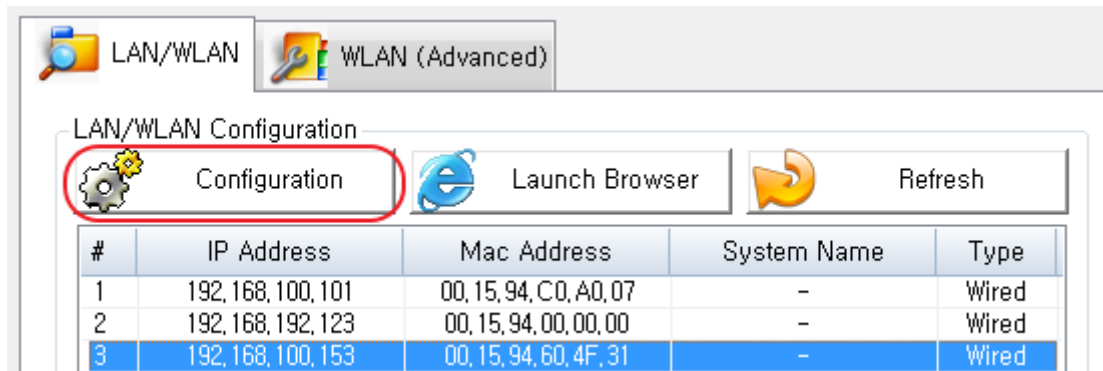 LAN/WLAN WLAN (Advanced)
LAN/WLAN Configuration
Configuration Launch Browser Refresh
# IP Address Mac Address System Name Type
1 192,168,100,101 00,15,94,C0,A0,07 - Wired
2 192,168,192,123 00,15,94,00,00,00 - Wired
3 192,168,100,153 00,15,94,60,4F,31 - Wired